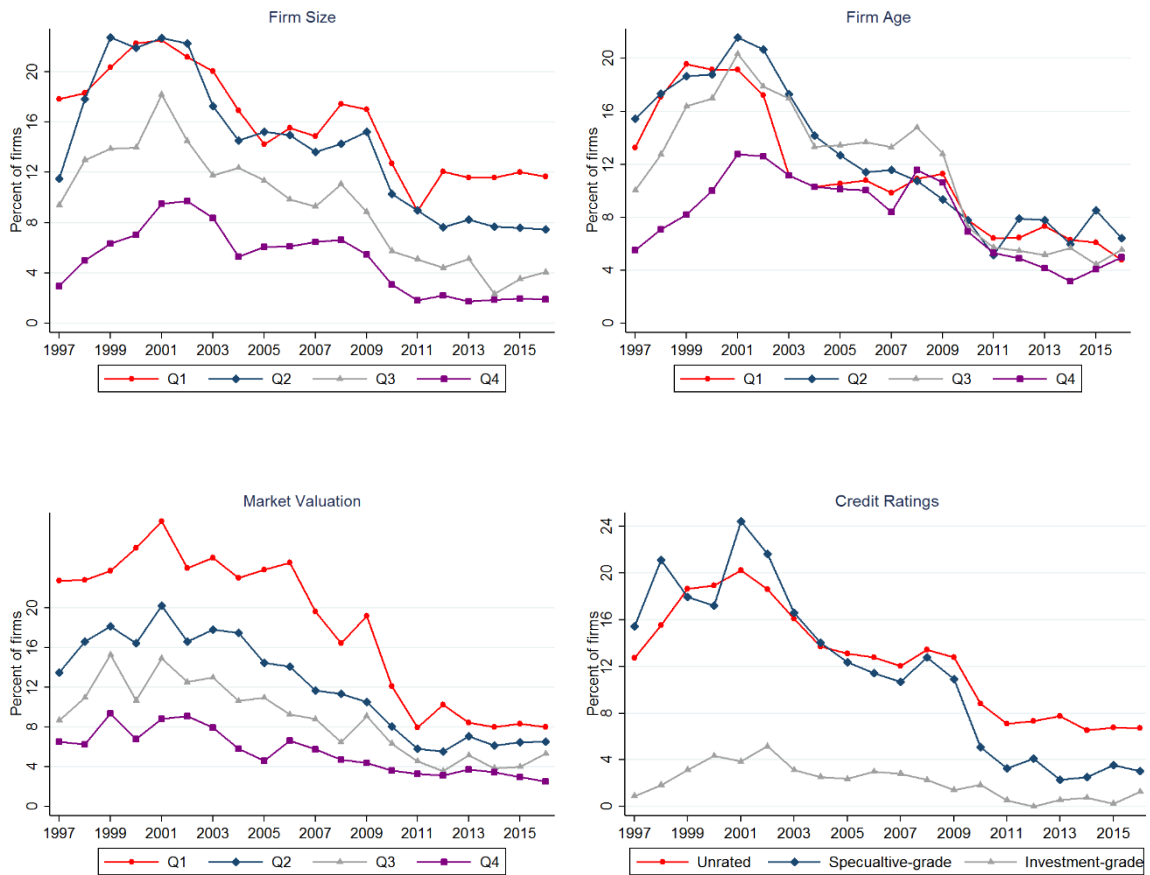 Firm Size
Percent of firms
20
16
12
8
4
0
1997 1999 2001 2003 2005 2007 2009 2011 2013 2015
Q1 Q2 Q3 Q4
Firm Age
Percent of firms
20
16
12
8
4
0
1997 1999 2001 2003 2005 2007 2009 2011 2013 2015
Q1 Q2 Q3 Q4
Market Valuation
Percent of firms
20
16
12
8
4
0
1997 1999 2001 2003 2005 2007 2009 2011 2013 2015
Q1 Q2 Q3 Q4
Credit Ratings
Percent of firms
24
20
16
12
8
4
0
1997 1999 2001 2003 2005 2007 2009 2011 2013 2015
Unrated Specualtive-grade Investment-grade